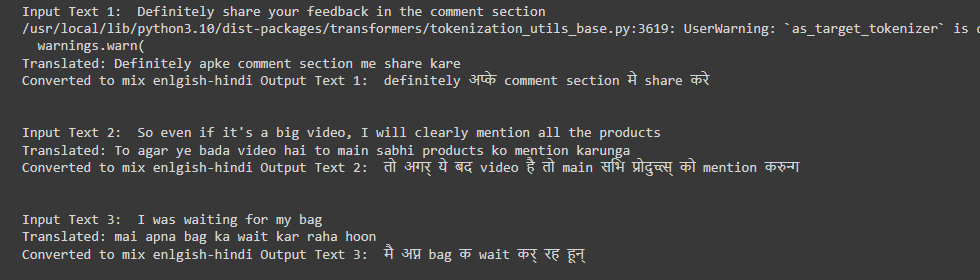 Input Text 1:  Definitely share your feedback in the comment section
/usr/local/lib/python3.10/dist-packages/transformers/tokenization_utils_base.py:3619: UserWarning: `as_target_tokenizer` is
  warnings.warn(
Translated: Definitely apke comment section me share kare
Converted to mix enlgish-hindi Output Text 1:  definitely अप्के comment section मे share करे
Input Text 2:  So even if it's a big video, I will clearly mention all the products
Translated: To agar ye bada video hai to main sabhi products ko mention karunga
Converted to mix enlgish-hindi Output Text 2:  तो अगर् ये बद video है तो main सभि प्रोदुच्त्स् को mention करुन्ग
Input Text 3:  I was waiting for my bag
Translated: mai apna bag ka wait kar raha hoon
Converted to mix enlgish-hindi Output Text 3:  मै अप्न bag क wait कर् रह हून्